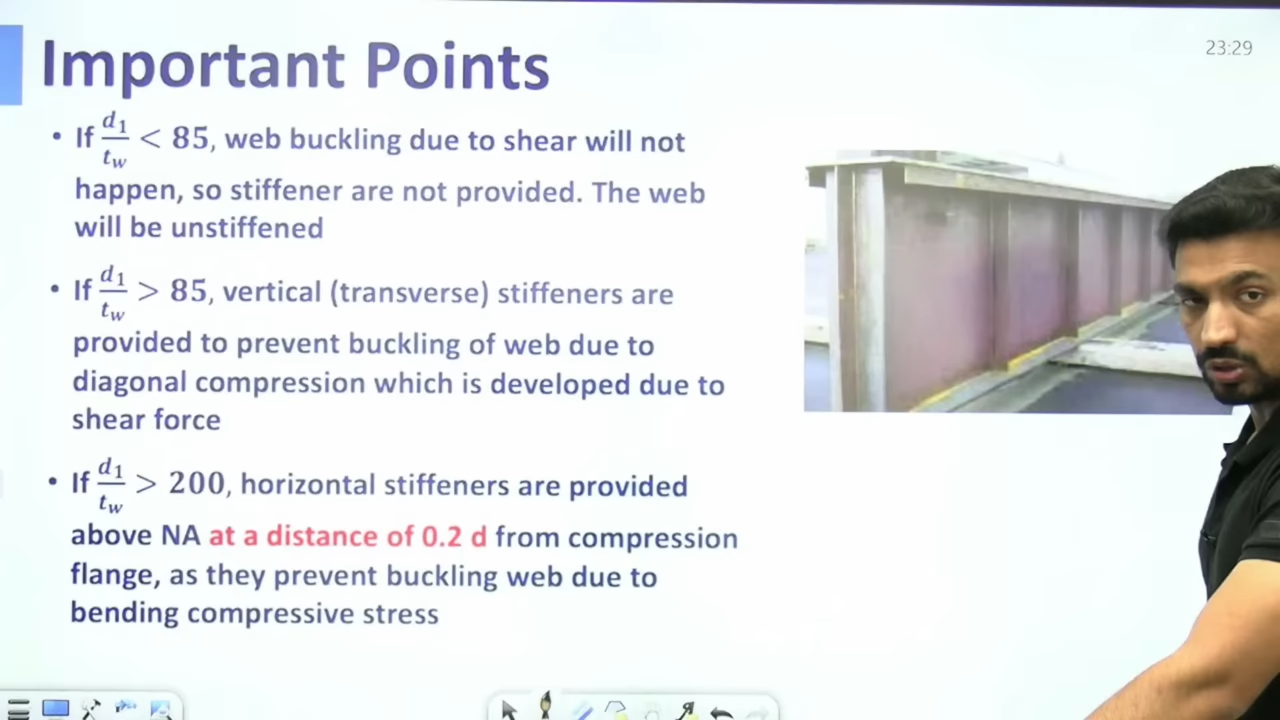 Important Points
23:29
• If d₁/t_w < 85, web buckling due to shear will not
happen, so stiffener are not provided. The web
will be unstiffened
• If d₁/t_w > 85, vertical (transverse) stiffeners are
provided to prevent buckling of web due to
diagonal compression which is developed due to
shear force
• If d₁/t_w > 200, horizontal stiffeners are provided
above NA at a distance of 0.2 d from compression
flange, as they prevent buckling web due to
bending compressive stress